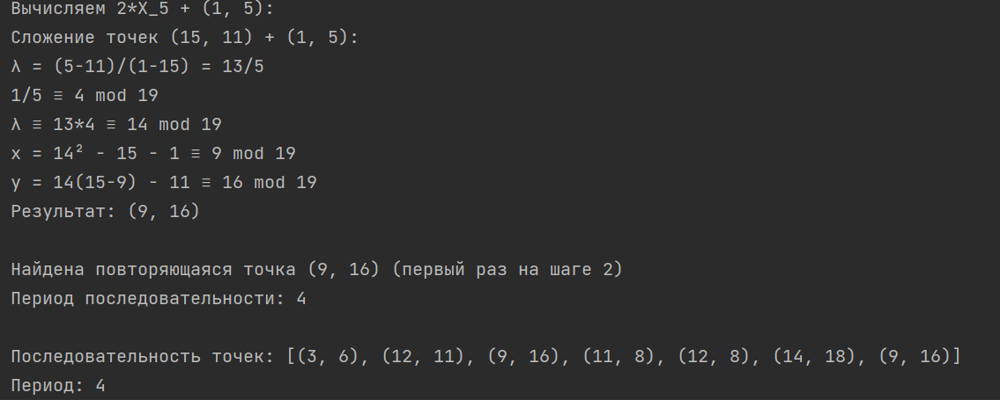 Вычисляем 2*X_5 + (1, 5):
Сложение точек (15, 11) + (1, 5):
λ = (5-11)/(1-15) = 13/5
1/5 ≡ 4 mod 19
λ ≡ 13*4 ≡ 14 mod 19
x = 14² - 15 - 1 ≡ 9 mod 19
y = 14(15-9) - 11 ≡ 16 mod 19
Результат: (9, 16)
Найдена повторяющаяся точка (9, 16) (первый раз на шаге 2)
Период последовательности: 4
Последовательность точек: [(3, 6), (12, 11), (9, 16), (11, 8), (12, 8), (14, 18), (9, 16)]
Период: 4